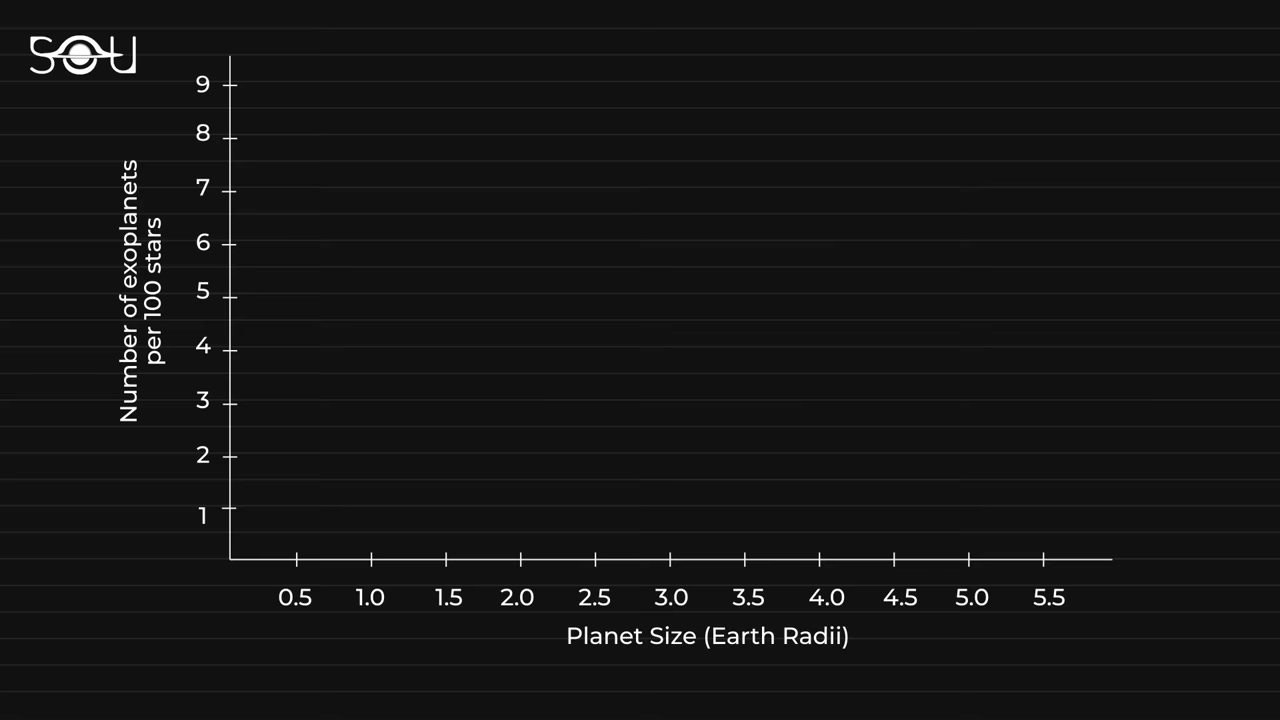 SOU
9
8
7
6
5
4
3
2
1
Number of exoplanets
per 100 stars
0.5 1.0 1.5 2.0 2.5 3.0 3.5 4.0 4.5 5.0 5.5
Planet Size (Earth Radii)